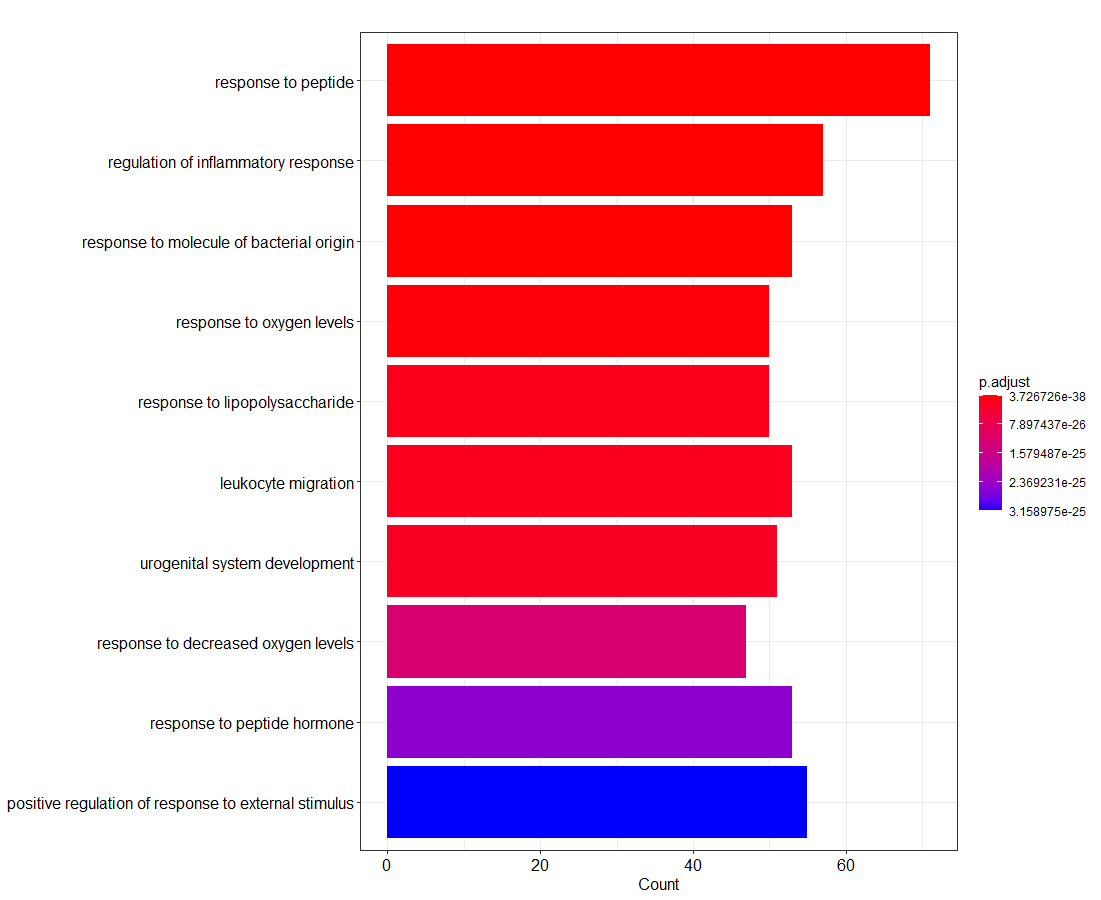 response to peptide
regulation of inflammatory response
response to molecule of bacterial origin
response to oxygen levels
response to lipopolysaccharide
leukocyte migration
urogenital system development
response to decreased oxygen levels
response to peptide hormone
positive regulation of response to external stimulus
0 20 40 60
Count
p.adjust
3.726726e-38
7.897437e-26
1.579487e-25
2.369231e-25
3.158975e-25